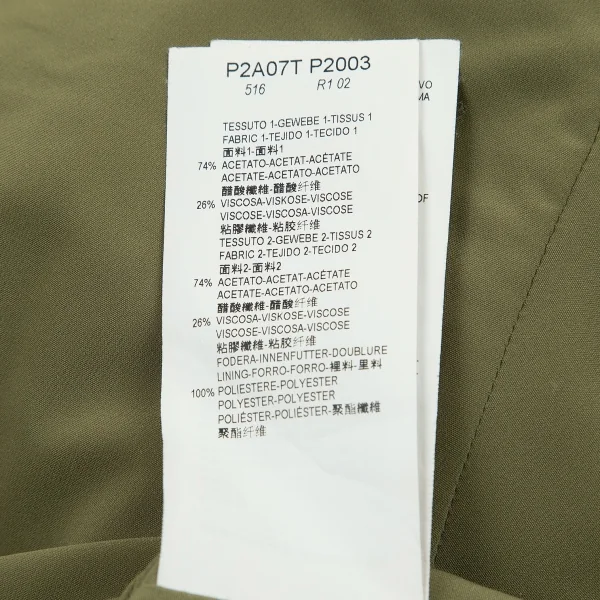 P2A07T P2003
516 R1 02
TESSUTO 1-GEWEBE 1-TISSUS 1
FABRIC 1-TEJIDO 1-TECIDO 1
面料1-面料1
74% ACETATO-ACETAT-ACÉTATE
ACETATE-ACETATO-ACETATO
醋酸纖維-醋酸纤维
26% VISCOSA-VISKOSE-VISCOSE
VISCOSE-VISCOSA-VISCOSE
粘膠纖維-粘胶纤维
TESSUTO 2-GEWEBE 2-TISSUS 2
FABRIC 2-TEJIDO 2-TECIDO 2
面料2-面料2
74% ACETATO-ACETAT-ACÉTATE
ACETATE-ACETATO-ACETATO
醋酸纖維-醋酸纤维
26% VISCOSA-VISKOSE-VISCOSE
VISCOSE-VISCOSA-VISCOSE
粘膠纖維-粘胶纤维
FODERA-INNENFUTTER-DOUBLURE
LINING-FORRO-FORRO-裡料-里料
100% POLIESTERE-POLYESTER
POLYESTER-POLYESTER
POLIÉSTER-POLIÉSTER-聚酯纖維
聚酯纤维
VO
MA
OF